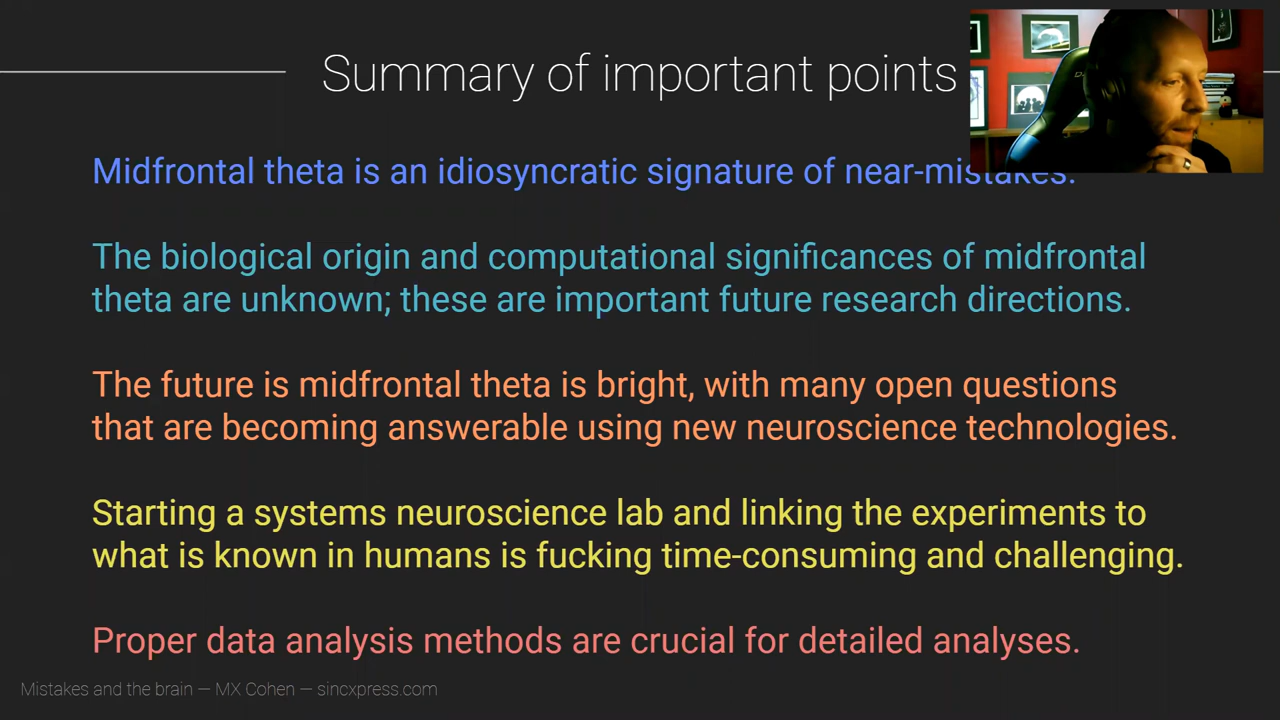 Summary of important points
Midfrontal theta is an idiosyncratic signature of near-mistakes.
The biological origin and computational significances of midfrontal
theta are unknown; these are important future research directions.
The future is midfrontal theta is bright, with many open questions
that are becoming answerable using new neuroscience technologies.
Starting a systems neuroscience lab and linking the experiments to
what is known in humans is fucking time-consuming and challenging.
Proper data analysis methods are crucial for detailed analyses.
Mistakes and the brain — MX Cohen — sincxpress.com